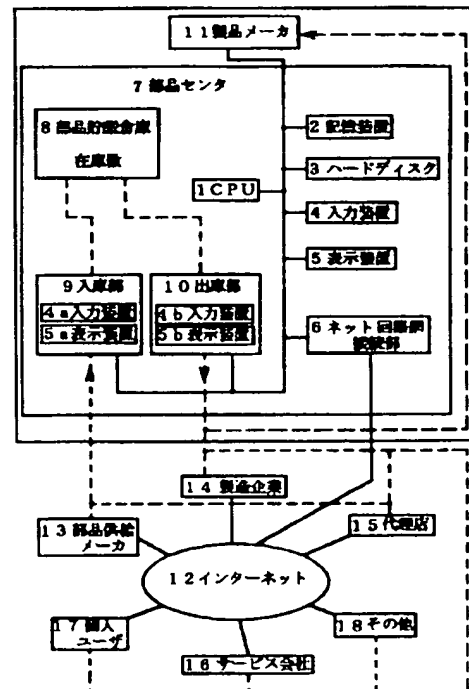 11製品メーカ
7部品センタ
8部品貯蔵倉庫
在庫数
2記憶装置
3ハードディスク
1CPU
4入力装置
5表示装置
9入庫部
4a入力装置
5a表示装置
10出庫部
4b入力装置
5b表示装置
6ネット回路網
接続部
14製造企業
13部品供給
メーカ
15代理店
12インターネット
17個人
ユーザ
18その他
16サービス会社